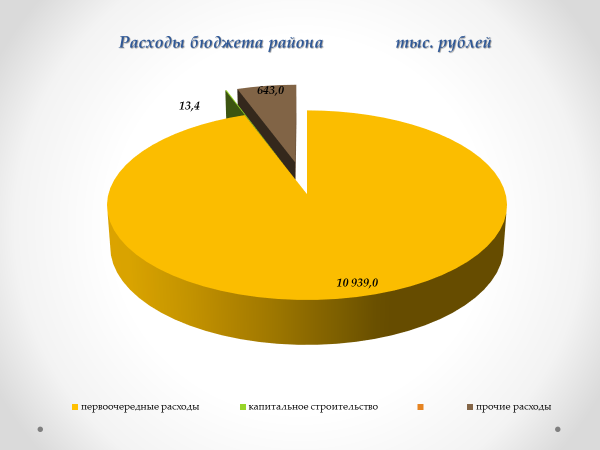 Расходы бюджета района тыс. рублей
643,0
13,4
10 939,0
первоочередные расходы капитальное строительство прочие расходы